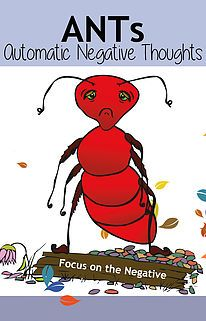 ANTs
Automatic Negative Thoughts
Focus on the Negative